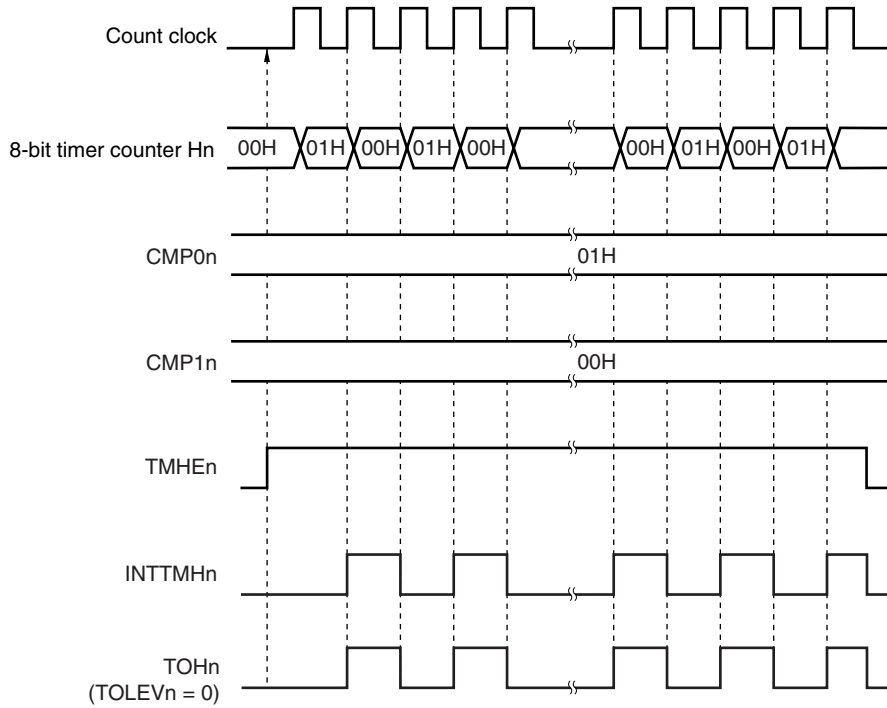 Count clock
8-bit timer counter Hn 00H 01H 00H 01H 00H 00H 01H 00H 01H
CMP0n 01H
CMP1n 00H
TMHEn
INTTMHn
TOHn
(TOLEVn = 0)